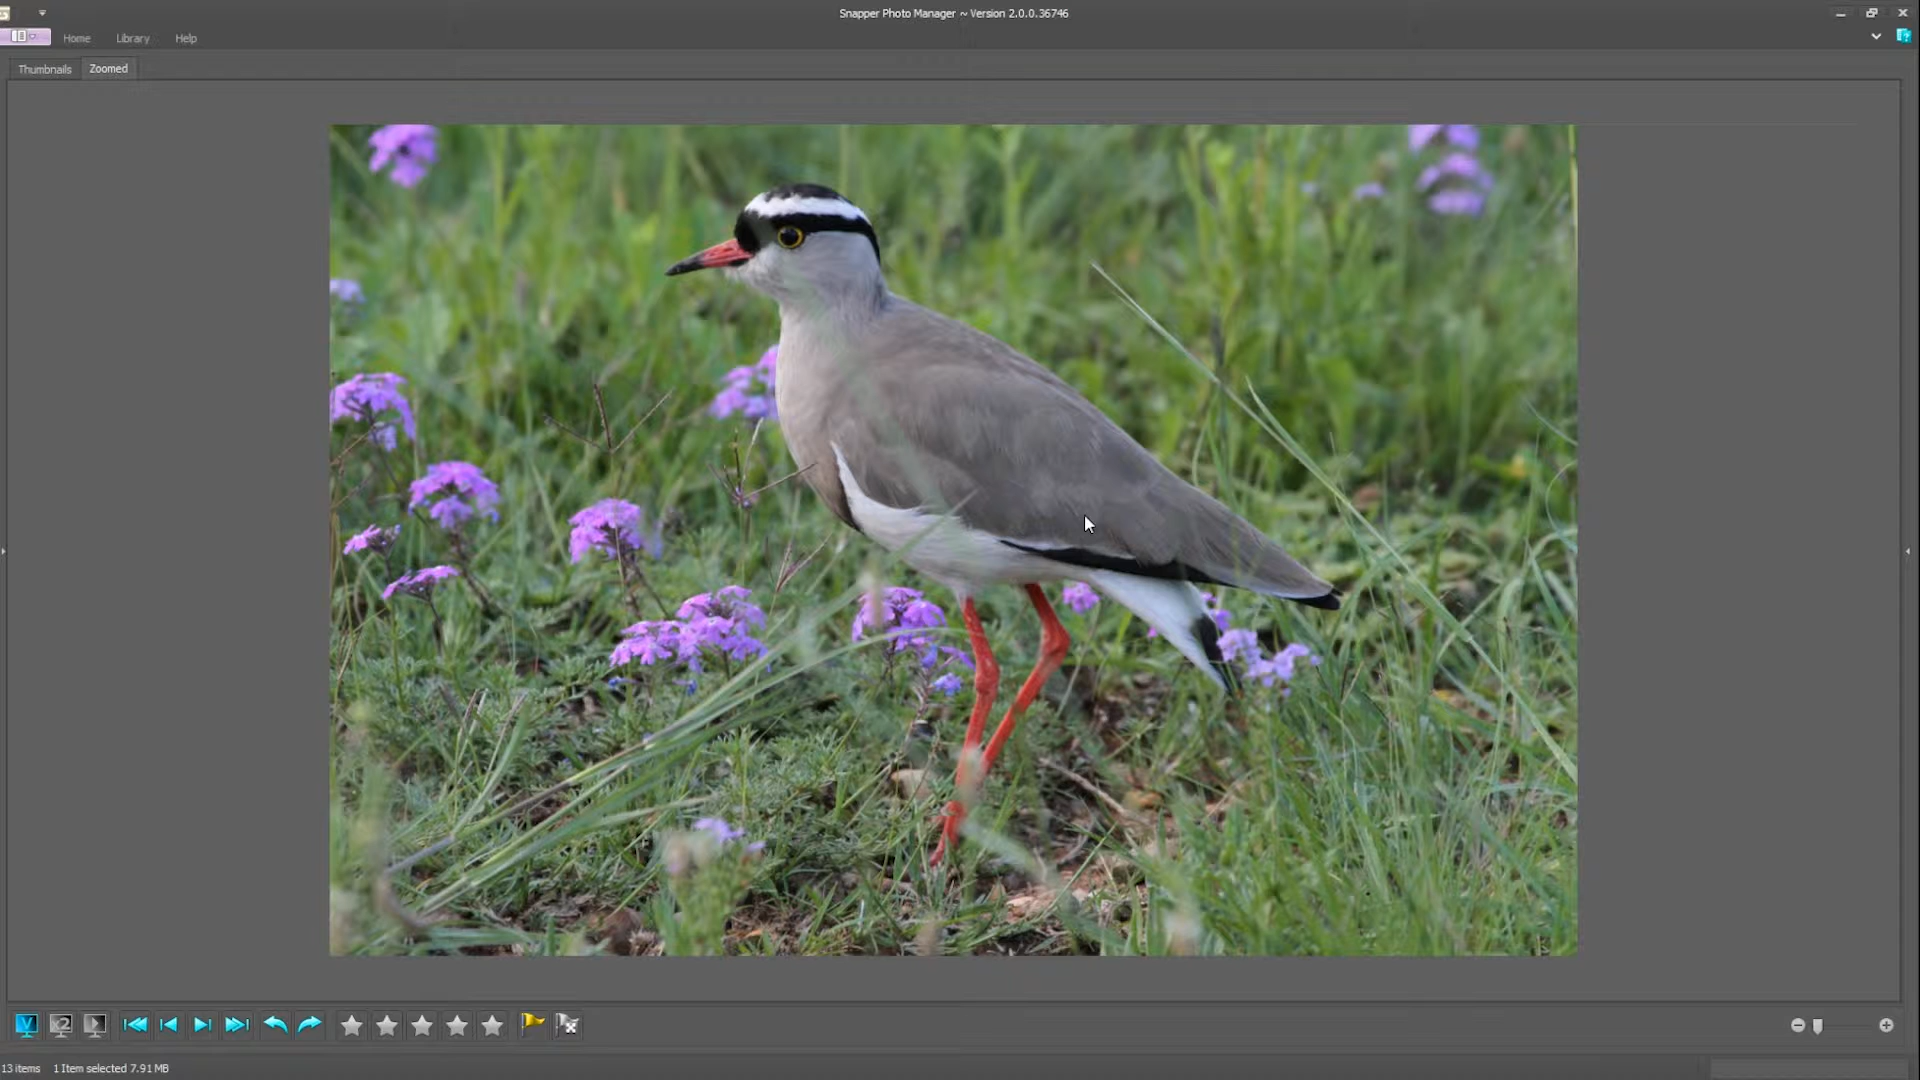 Snapper Photo Manager ~ Version 2.0.0.36746
Home Library Help
Thumbnails Zoomed
V x2
13 items 1 Item selected 7.91 MB